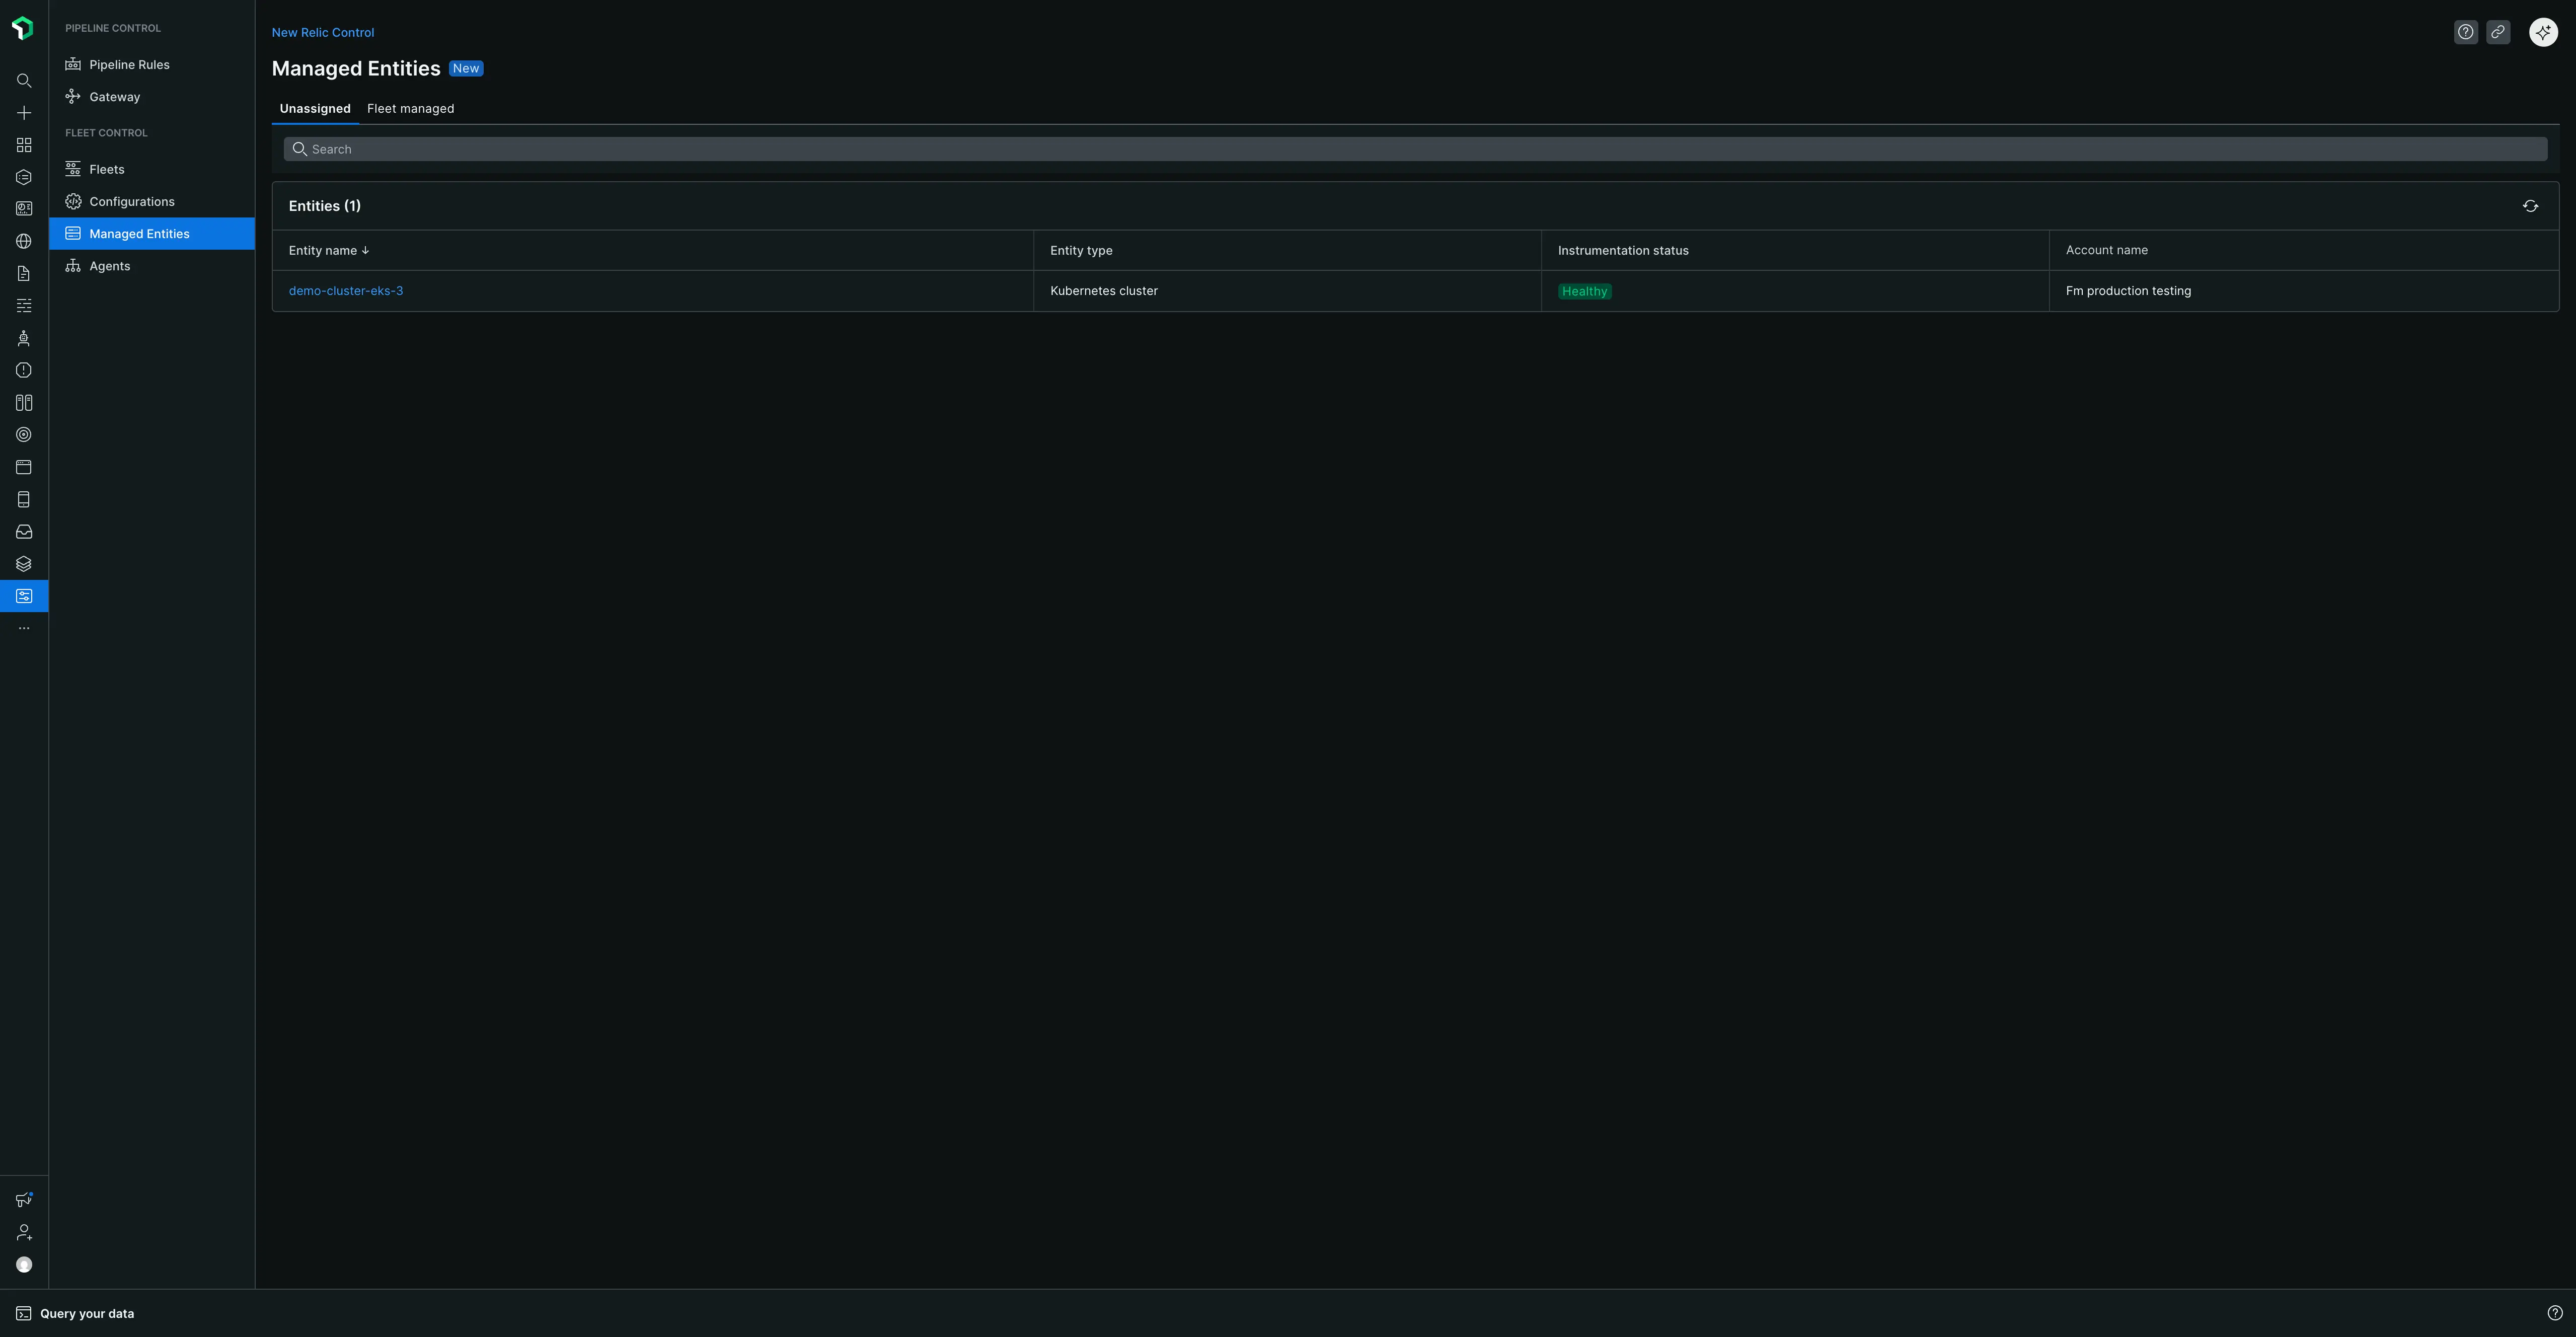 PIPELINE CONTROL
Pipeline Rules
Gateway
FLEET CONTROL
Fleets
Configurations
Managed Entities
Agents
New Relic Control
Managed Entities New
Unassigned Fleet managed
Search
Entities (1)
Entity name ↓ Entity type Instrumentation status Account name
demo-cluster-eks-3 Kubernetes cluster Healthy Fm production testing
Query your data